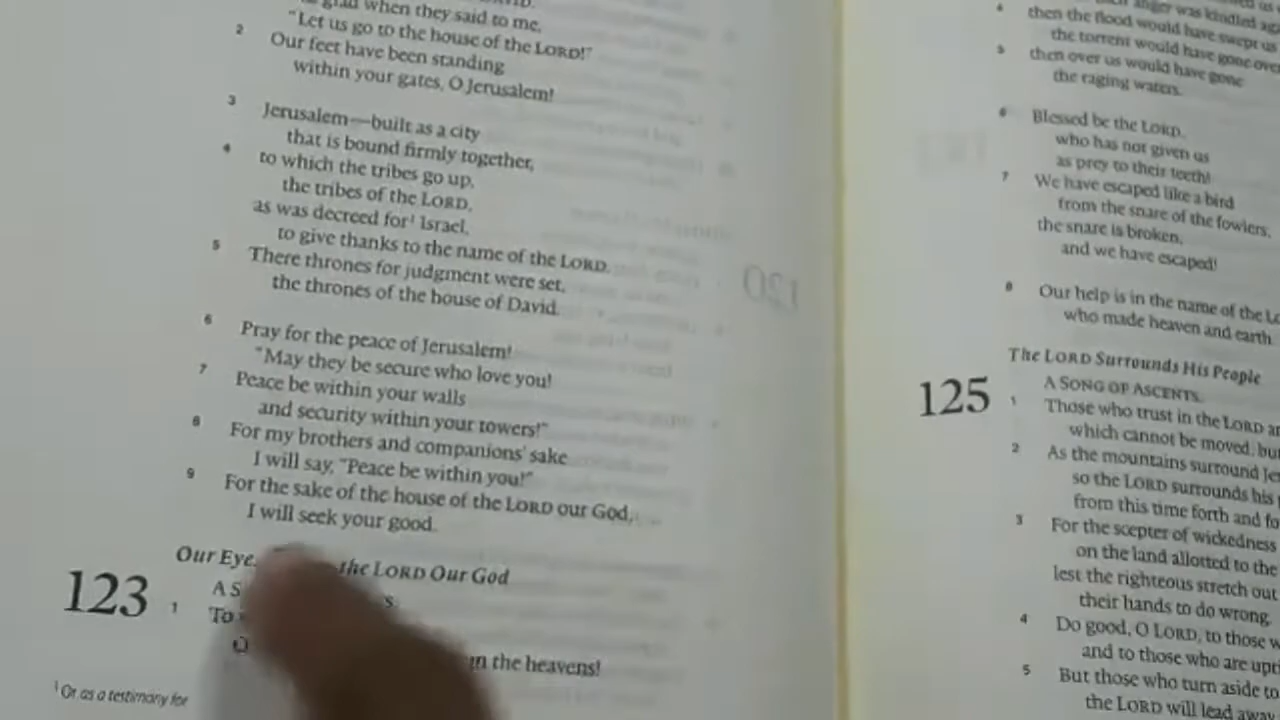 when they said to me,
"Let us go to the house of the LORD!"
2 Our feet have been standing
within your gates, O Jerusalem!
3 Jerusalem—built as a city
that is bound firmly together,
4 to which the tribes go up,
the tribes of the LORD,
as was decreed for¹ Israel,
to give thanks to the name of the LORD.
5 There thrones for judgment were set,
the thrones of the house of David.
6 Pray for the peace of Jerusalem!
"May they be secure who love you!
7 Peace be within your walls
and security within your towers!"
8 For my brothers and companions' sake
I will say, "Peace be within you!"
9 For the sake of the house of the LORD our God,
I will seek your good.
Our Eye the LORD Our God
123
A S S
1 To
O in the heavens!
¹ Or as a testimony for
anger was kindled
4 then the flood would have swept us
the torrent would have gone over
5 then over us would have gone
the raging waters.
6 Blessed be the LORD,
who has not given us
as prey to their teeth!
7 We have escaped like a bird
from the snare of the fowlers;
the snare is broken,
and we have escaped!
8 Our help is in the name of the
who made heaven and earth.
The LORD Surrounds His People
125
A SONG OF ASCENTS.
1 Those who trust in the LORD
which cannot be moved, but
2 As the mountains surround
so the LORD surrounds his
from this time forth and
3 For the scepter of wickedness
on the land allotted to the
lest the righteous stretch out
their hands to do wrong.
4 Do good, O LORD, to those
and to those who are
5 But those who turn aside to
the LORD will lead away
120